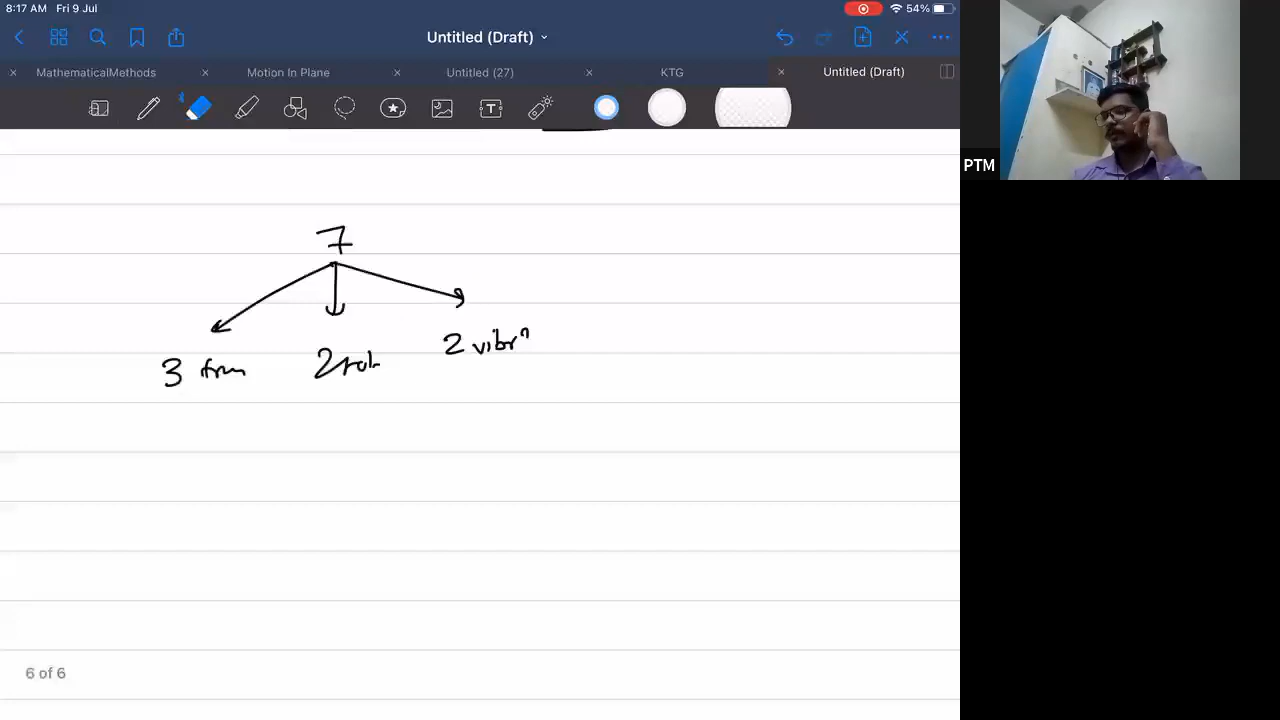 8:17 AM Fri 9 Jul
54%
Untitled (Draft)
MathematicalMethods
Motion In Plane
Untitled (27)
KTG
Untitled (Draft)
T
PTM
7
3 2 rot 2 vibrⁿ
6 of 6